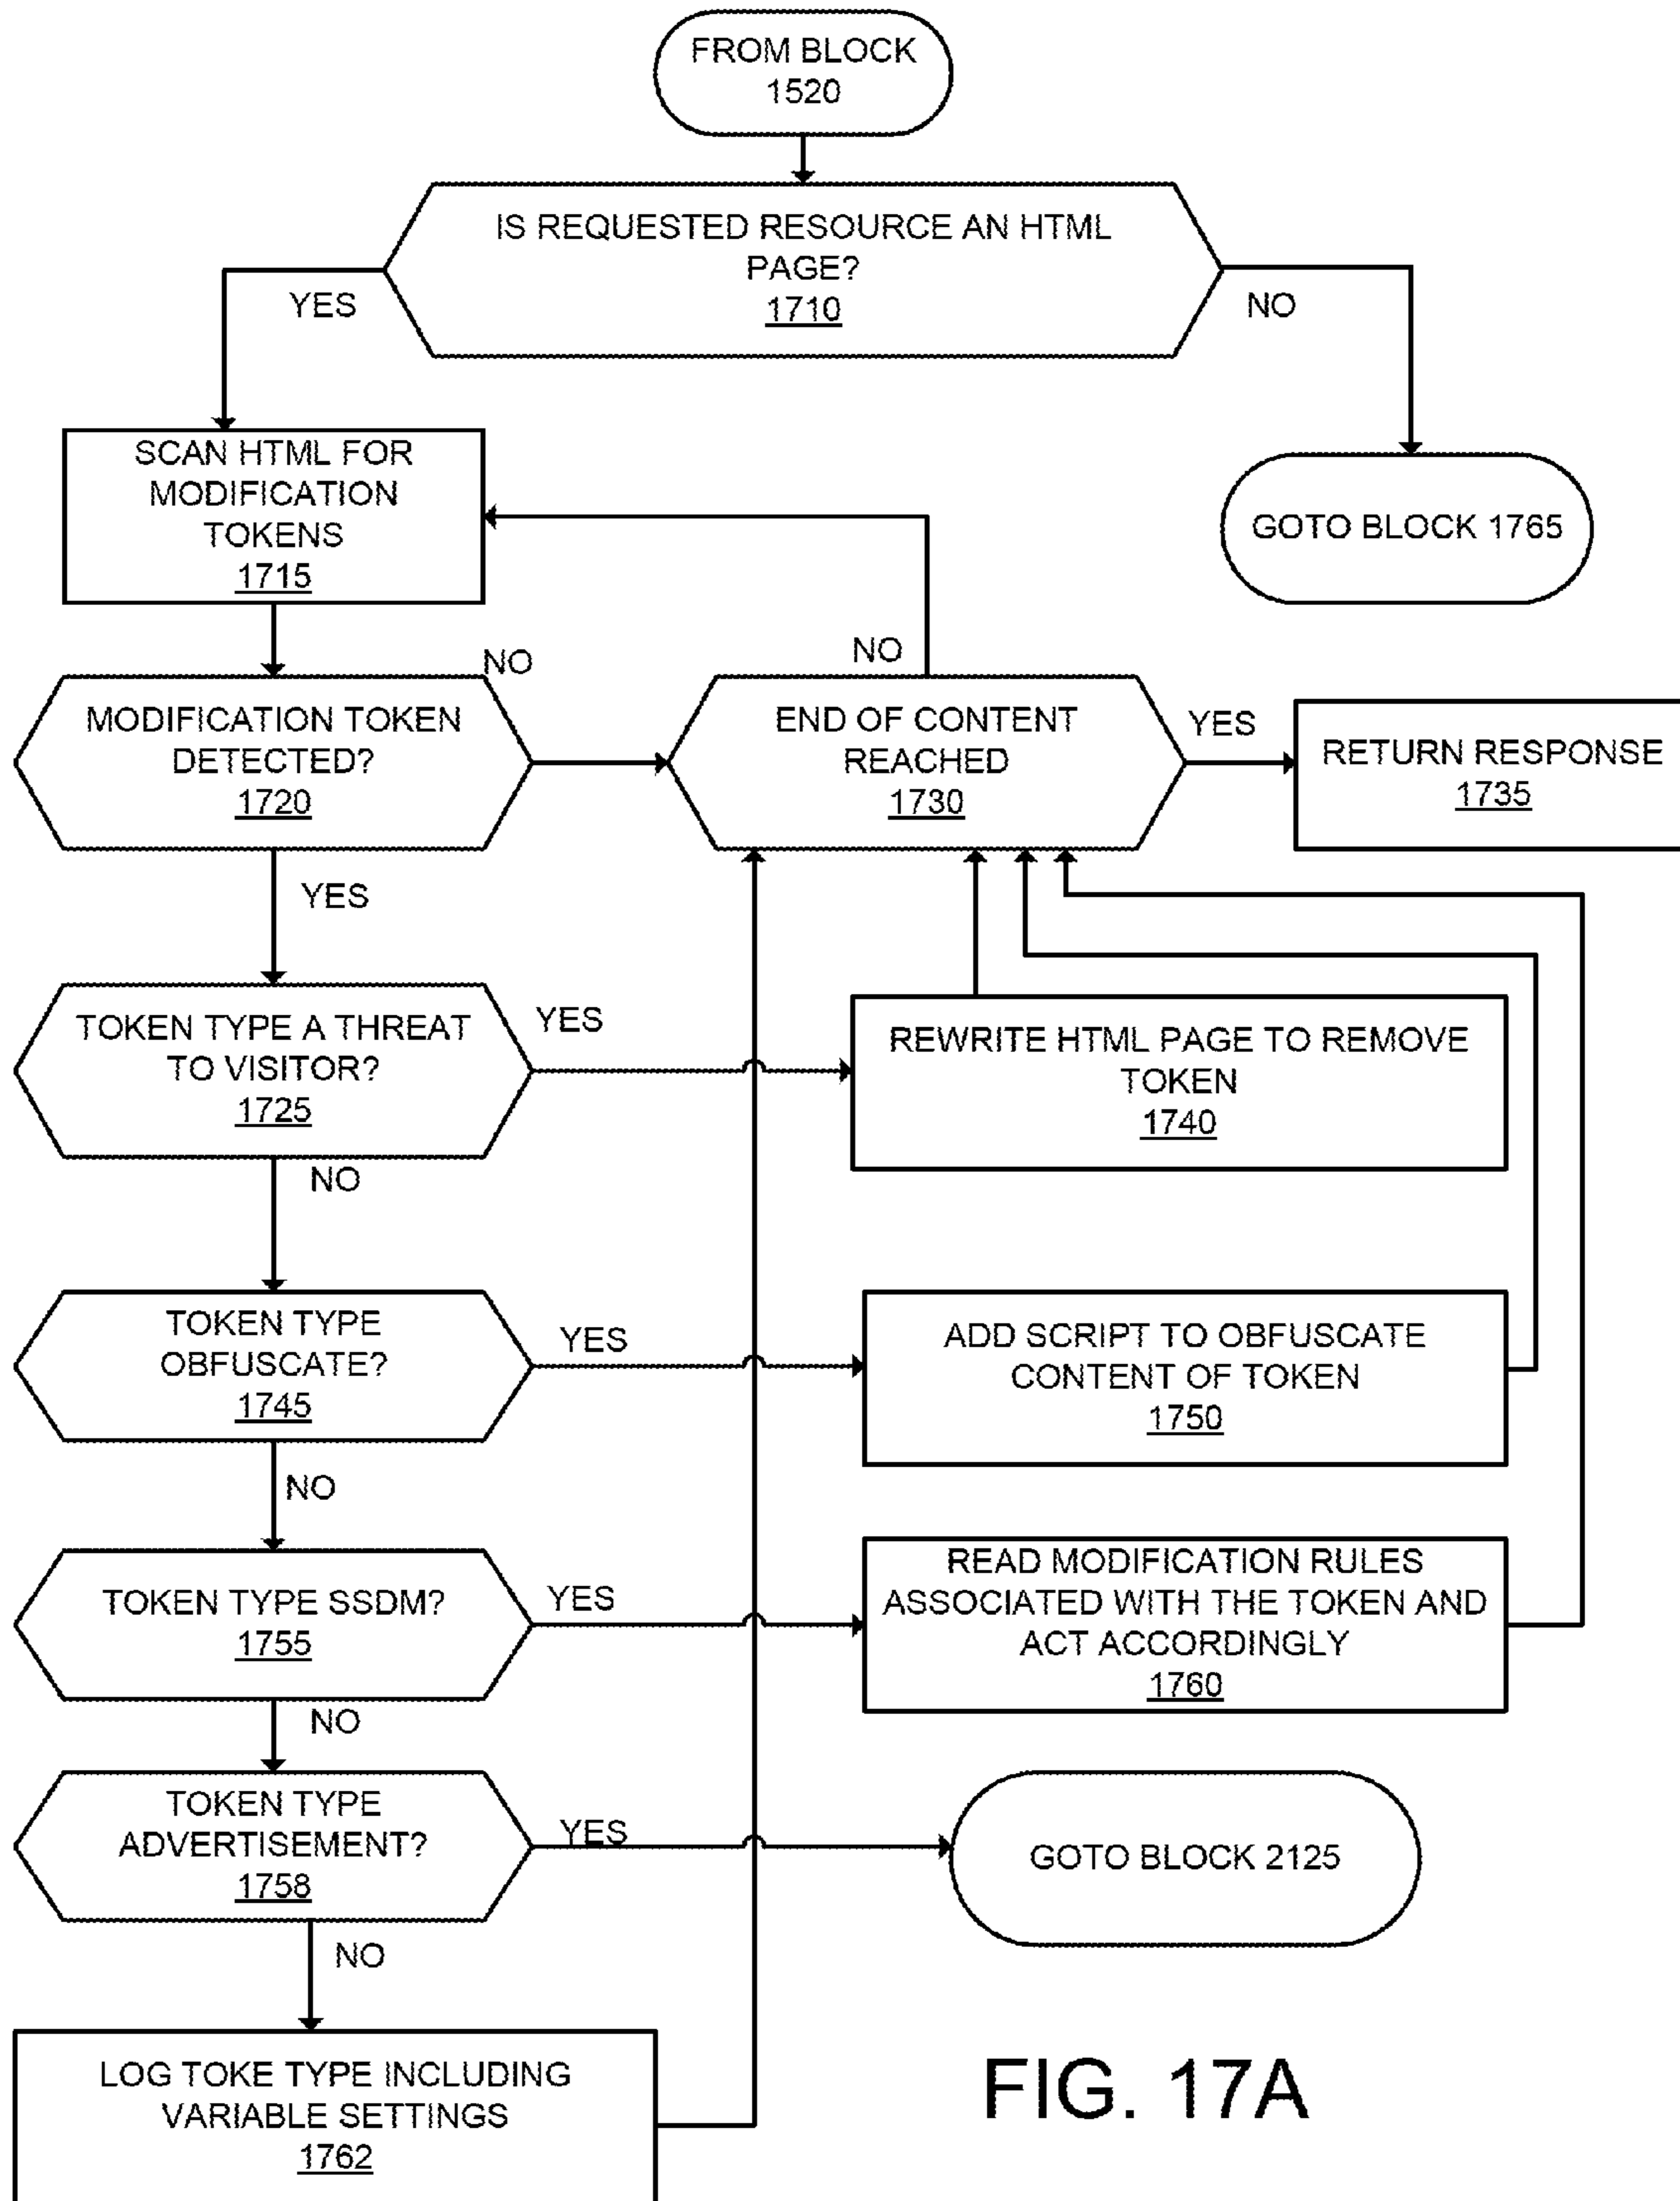 FROM BLOCK
1520
IS REQUESTED RESOURCE AN HTML
PAGE?
1710
YES
NO
SCAN HTML FOR
MODIFICATION
TOKENS
1715
GOTO BLOCK 1765
NO
NO
MODIFICATION TOKEN
DETECTED?
1720
END OF CONTENT
REACHED
1730
YES
RETURN RESPONSE
1735
YES
TOKEN TYPE A THREAT
TO VISITOR?
1725
YES
REWRITE HTML PAGE TO REMOVE
TOKEN
1740
NO
TOKEN TYPE
OBFUSCATE?
1745
YES
ADD SCRIPT TO OBFUSCATE
CONTENT OF TOKEN
1750
NO
TOKEN TYPE SSDM?
1755
YES
READ MODIFICATION RULES
ASSOCIATED WITH THE TOKEN AND
ACT ACCORDINGLY
1760
NO
TOKEN TYPE
ADVERTISEMENT?
1758
YES
GOTO BLOCK 2125
NO
LOG TOKE TYPE INCLUDING
VARIABLE SETTINGS
1762
FIG. 17A